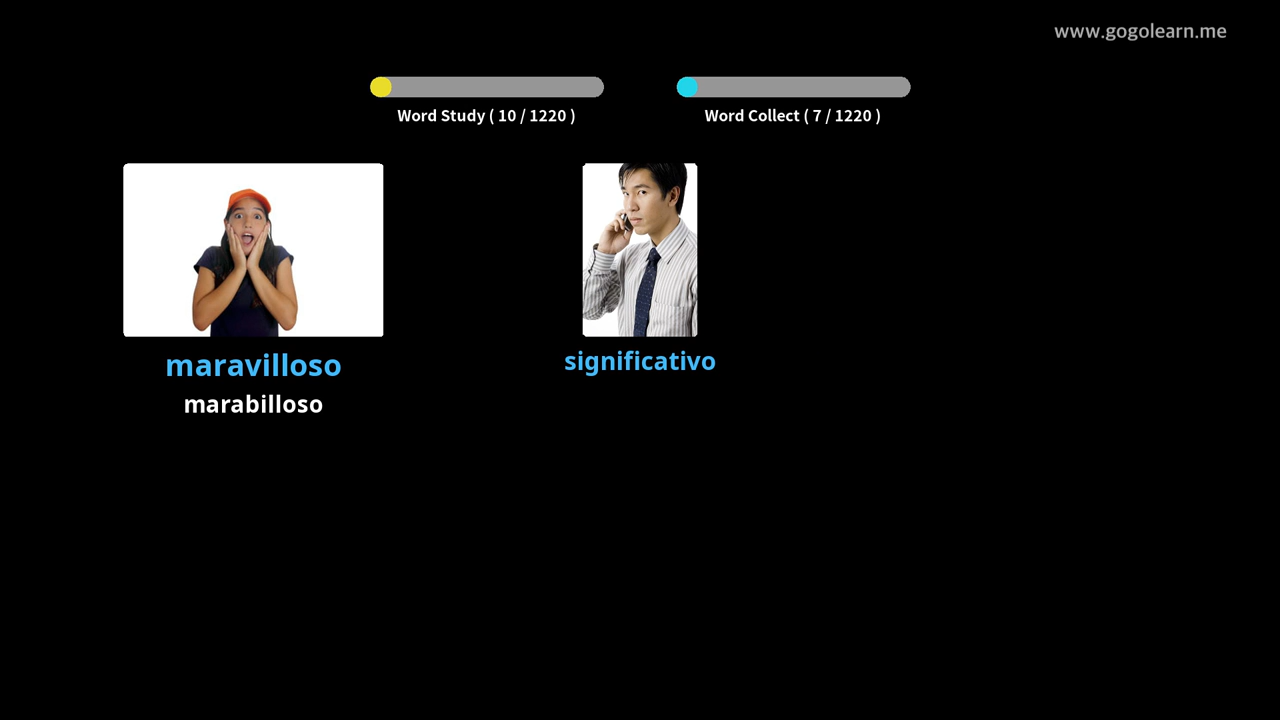 www.gogolearn.me
Word Study ( 10 / 1220 )
Word Collect ( 7 / 1220 )
maravilloso
marabilloso
significativo